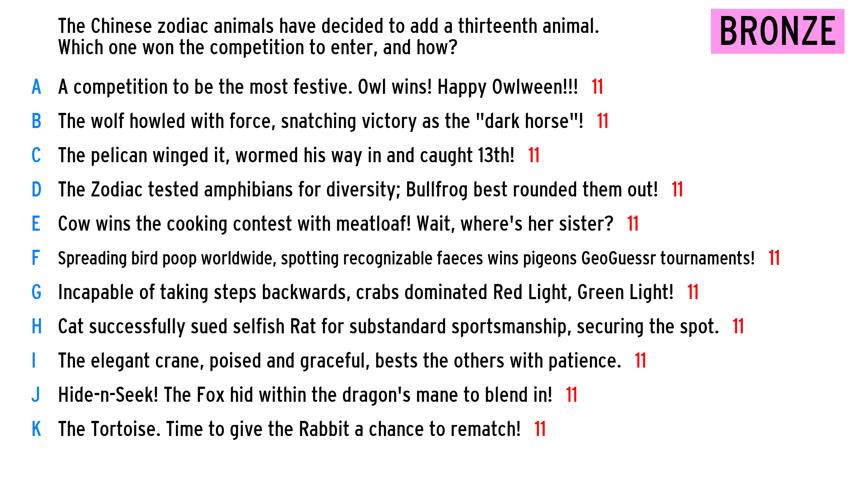 The Chinese zodiac animals have decided to add a thirteenth animal.
Which one won the competition to enter, and how?
BRONZE
A A competition to be the most festive. Owl wins! Happy Owlween!!! 11
B The wolf howled with force, snatching victory as the "dark horse"! 11
C The pelican winged it, wormed his way in and caught 13th! 11
D The Zodiac tested amphibians for diversity; Bullfrog best rounded them out! 11
E Cow wins the cooking contest with meatloaf! Wait, where's her sister? 11
F Spreading bird poop worldwide, spotting recognizable faeces wins pigeons GeoGuessr tournaments! 11
G Incapable of taking steps backwards, crabs dominated Red Light, Green Light! 11
H Cat successfully sued selfish Rat for substandard sportsmanship, securing the spot. 11
I The elegant crane, poised and graceful, bests the others with patience. 11
J Hide-n-Seek! The Fox hid within the dragon's mane to blend in! 11
K The Tortoise. Time to give the Rabbit a chance to rematch! 11